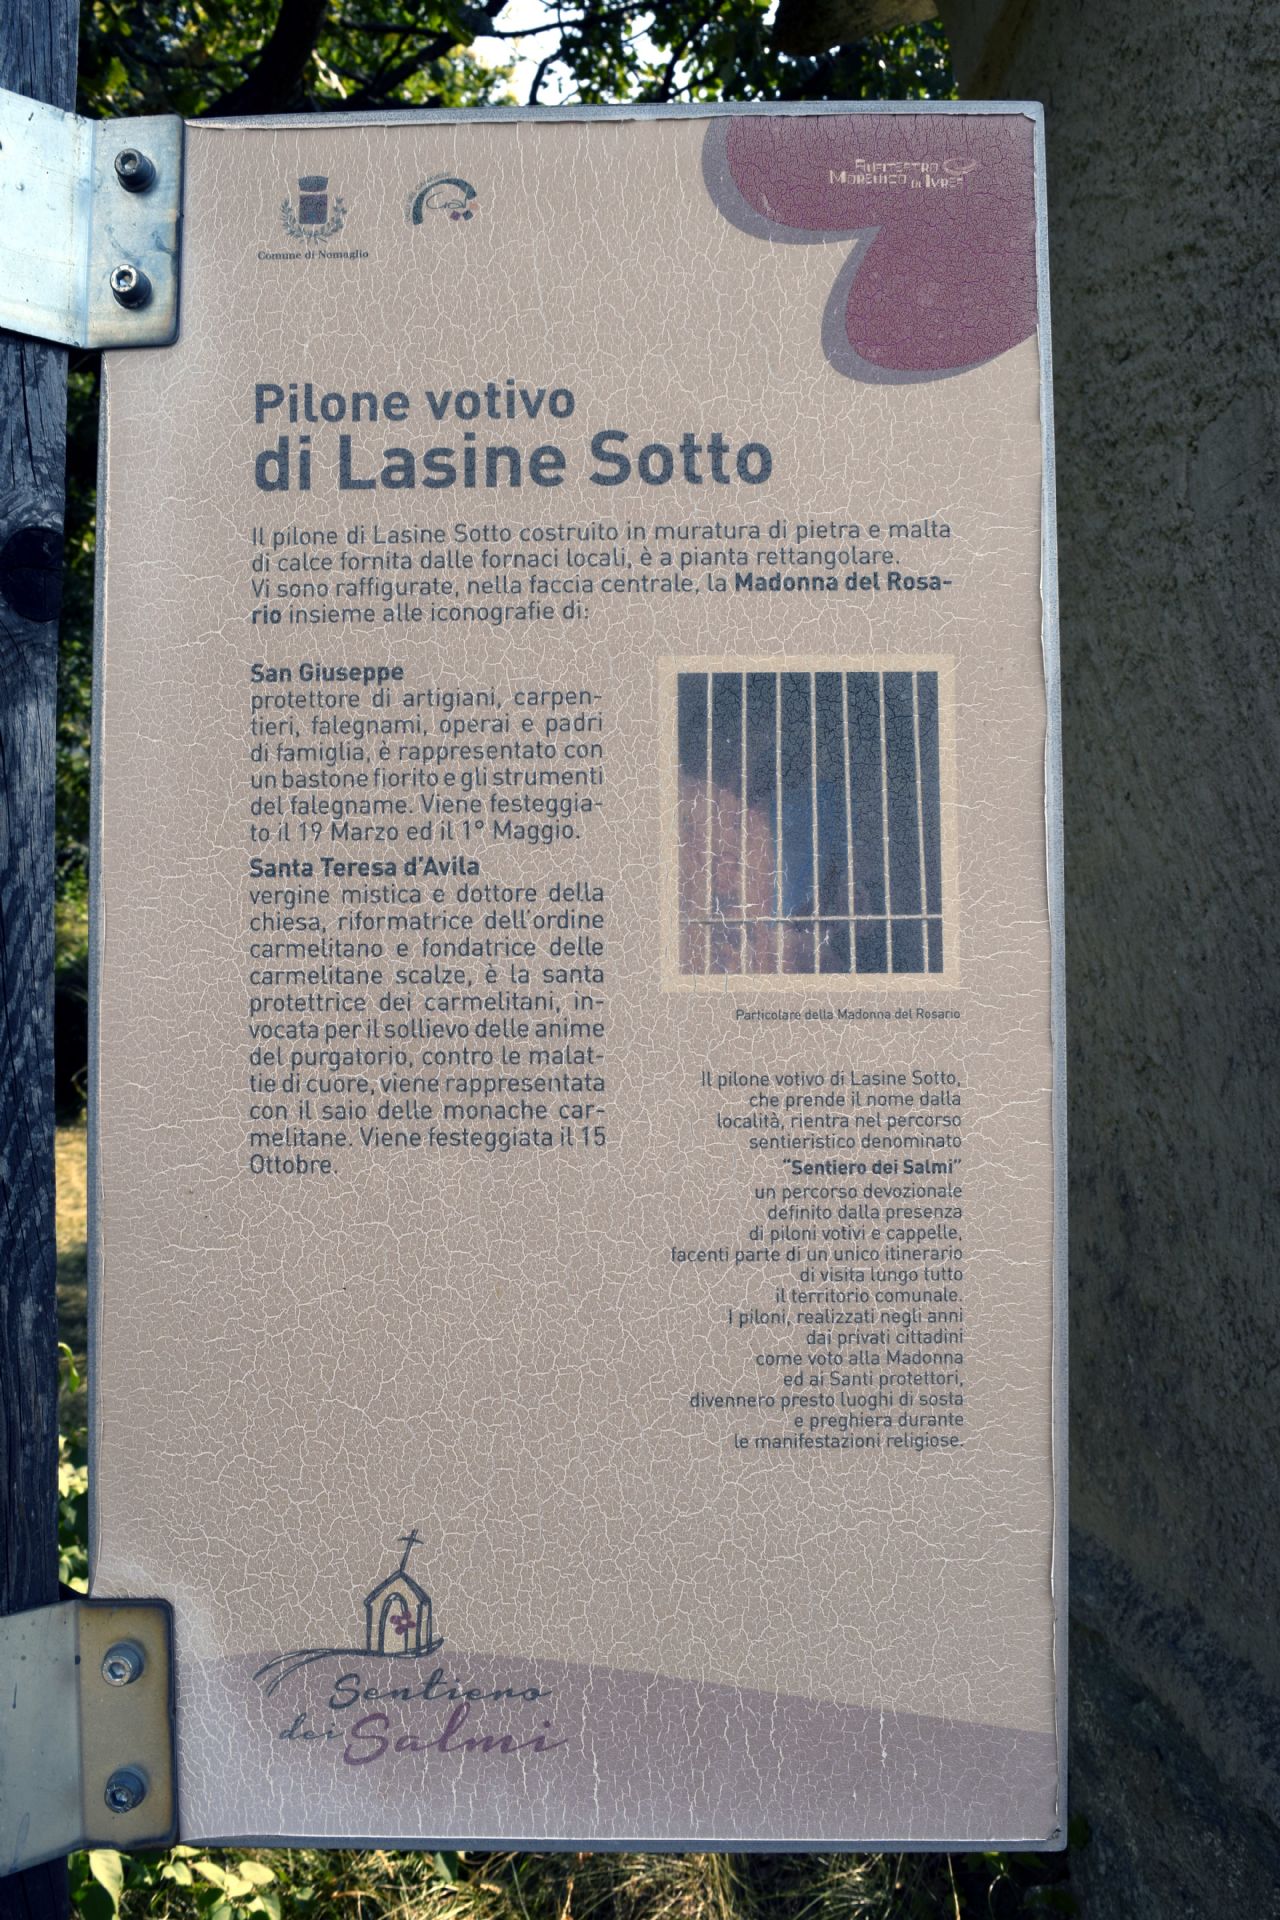 Comune di Nomaglio
Anfiteatro
Morenico di Ivrea
Pilone votivo
di Lasine Sotto
Il pilone di Lasine Sotto costruito in muratura di pietra e malta
di calce fornita dalle fornaci locali, è a pianta rettangolare.
Vi sono raffigurate, nella faccia centrale, la Madonna del Rosa-
rio insieme alle iconografie di:
San Giuseppe
protettore di artigiani, carpen-
tieri, falegnami, operai e padri
di famiglia, è rappresentato con
un bastone fiorito e gli strumenti
del falegname. Viene festeggia-
to il 19 Marzo ed il 1° Maggio.
Santa Teresa d'Avila
vergine mistica e dottore della
chiesa, riformatrice dell'ordine
carmelitano e fondatrice delle
carmelitane scalze, è la santa
protettrice dei carmelitani, in-
vocata per il sollievo delle anime
del purgatorio, contro le malat-
tie di cuore, viene rappresentata
con il saio delle monache car-
melitane. Viene festeggiata il 15
Ottobre.
Particolare della Madonna del Rosario
Il pilone votivo di Lasine Sotto,
che prende il nome dalla
località, rientra nel percorso
sentieristico denominato
"Sentiero dei Salmi"
un percorso devozionale
definito dalla presenza
di piloni votivi e cappelle,
facenti parte di un unico itinerario
di visita lungo tutto
il territorio comunale.
I piloni, realizzati negli anni
dai privati cittadini
come voto alla Madonna
ed ai Santi protettori,
divennero presto luoghi di sosta
e preghiera durante
le manifestazioni religiose.
Sentiero
dei Salmi